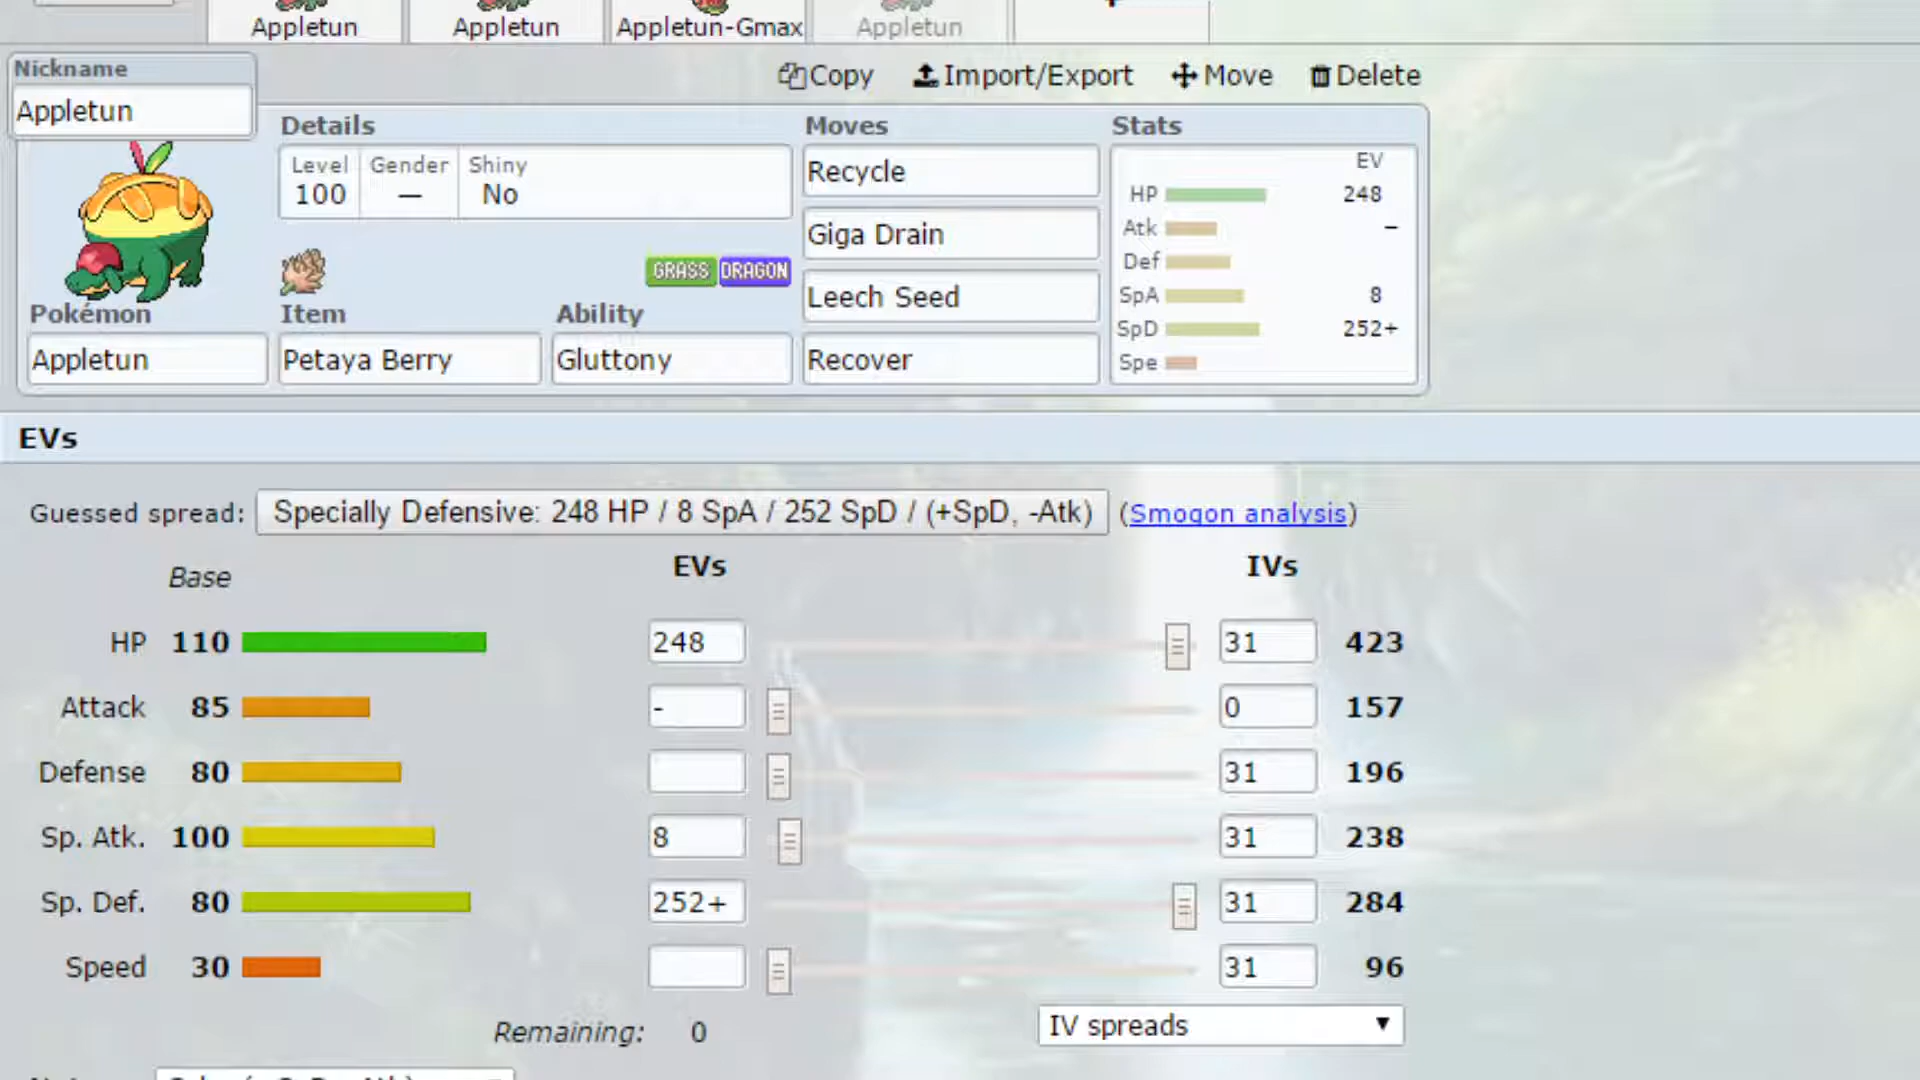 Appletun Appletun Appletun-Gmax Appletun
Nickname
Appletun
Copy Import/Export Move Delete
Details
Level Gender Shiny
100 — No
GRASS DRAGON
Pokémon Item Ability
Appletun Petaya Berry Gluttony
Moves
Recycle
Giga Drain
Leech Seed
Recover
Stats
EV
HP 248
Atk –
Def
SpA 8
SpD 252+
Spe
EVs
Guessed spread: Specially Defensive: 248 HP / 8 SpA / 252 SpD / (+SpD, -Atk) (Smogon analysis)
Base EVs IVs
HP 110 248 31 423
Attack 85 - 0 157
Defense 80 31 196
Sp. Atk. 100 8 31 238
Sp. Def. 80 252+ 31 284
Speed 30 31 96
Remaining: 0
IV spreads